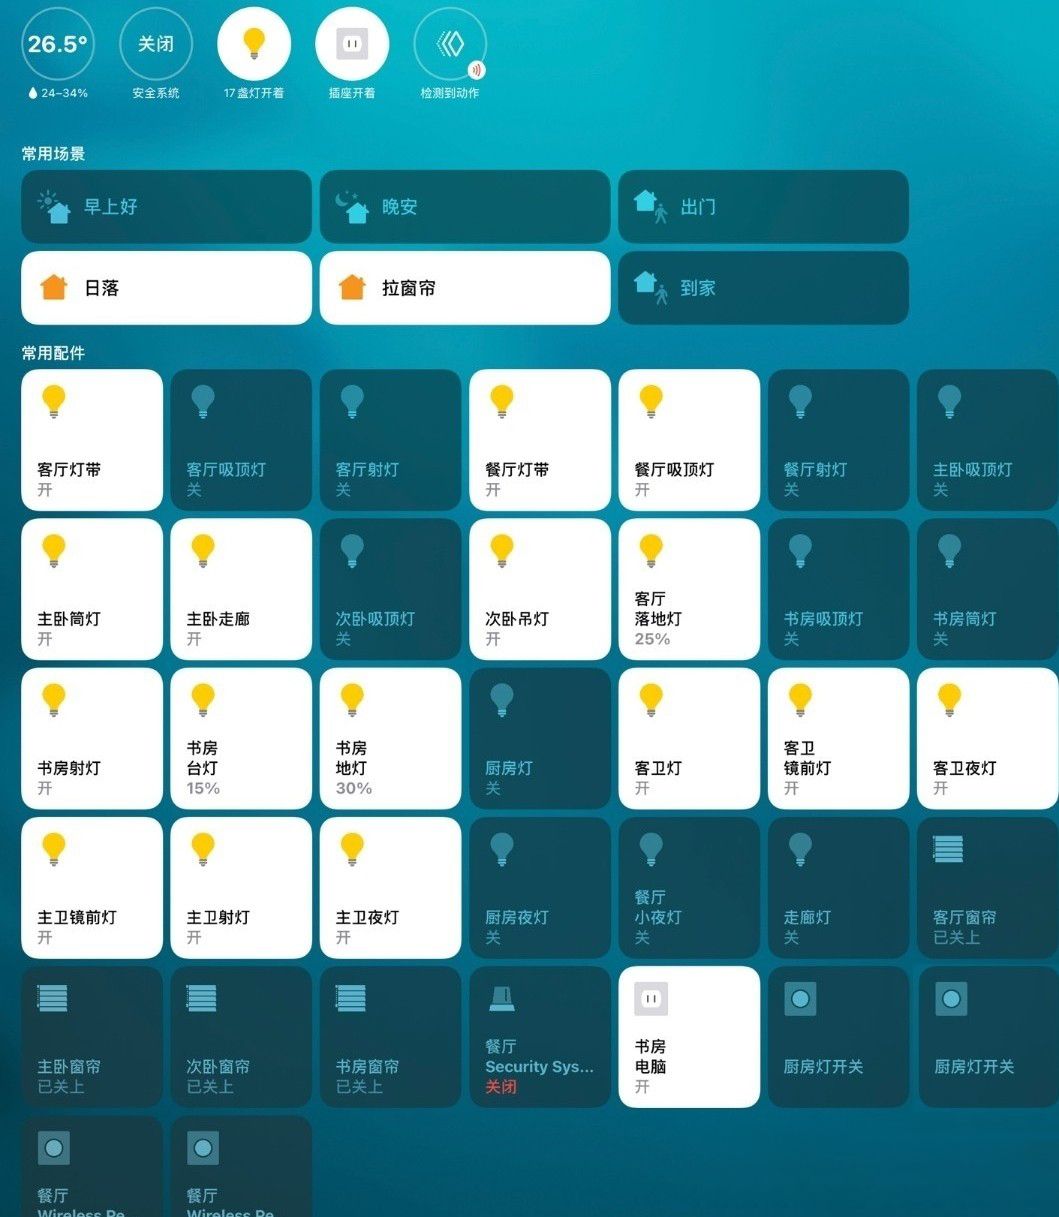 26.5°
关闭
24–34%
安全系统
17 盏灯开着
插座开着
检测到动作
常用场景
早上好
晚安
出门
日落
拉窗帘
到家
常用配件
客厅灯带
开
客厅吸顶灯
关
客厅射灯
关
餐厅灯带
开
餐厅吸顶灯
开
餐厅射灯
关
主卧吸顶灯
关
主卧筒灯
开
主卧走廊
开
次卧吸顶灯
关
次卧吊灯
开
客厅
落地灯
25%
书房吸顶灯
关
书房筒灯
关
书房射灯
开
书房
台灯
15%
书房
地灯
30%
厨房灯
关
客卫灯
开
客卫
镜前灯
开
客卫夜灯
开
主卫镜前灯
开
主卫射灯
开
主卫夜灯
开
厨房夜灯
关
餐厅
小夜灯
关
走廊灯
关
客厅窗帘
已关上
主卧窗帘
已关上
次卧窗帘
已关上
书房窗帘
已关上
餐厅
Security Sys...
关闭
书房
电脑
开
厨房灯开关
厨房灯开关
餐厅
Wireless Re
餐厅
Wireless Re